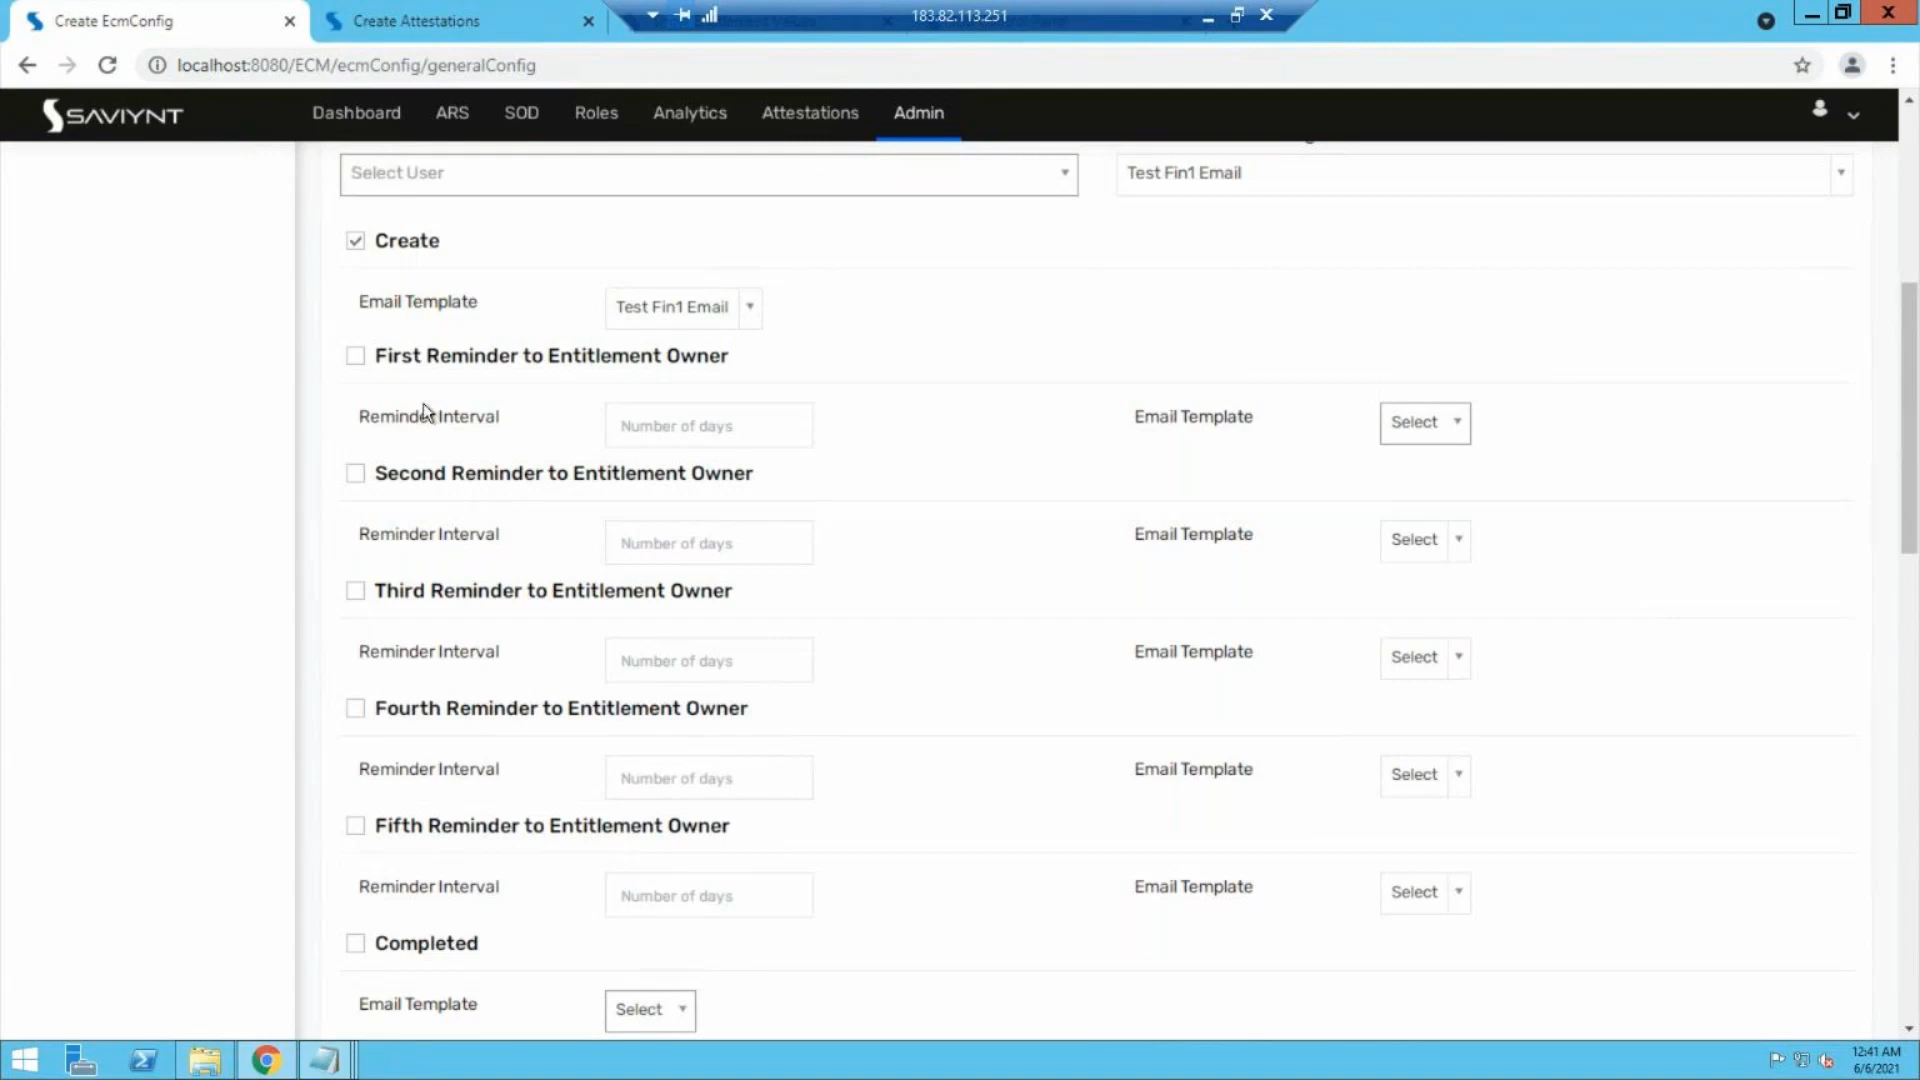 Create EcmConfig
Create Attestations
183.82.113.251
localhost:8080/ECM/ecmConfig/generalConfig
SAVIYNT
Dashboard ARS SOD Roles Analytics Attestations Admin
Select User
Test Fin1 Email
Create
Email Template Test Fin1 Email
First Reminder to Entitlement Owner
Reminder Interval Number of days Email Template Select
Second Reminder to Entitlement Owner
Reminder Interval Number of days Email Template Select
Third Reminder to Entitlement Owner
Reminder Interval Number of days Email Template Select
Fourth Reminder to Entitlement Owner
Reminder Interval Number of days Email Template Select
Fifth Reminder to Entitlement Owner
Reminder Interval Number of days Email Template Select
Completed
Email Template Select
12:41 AM
6/6/2021